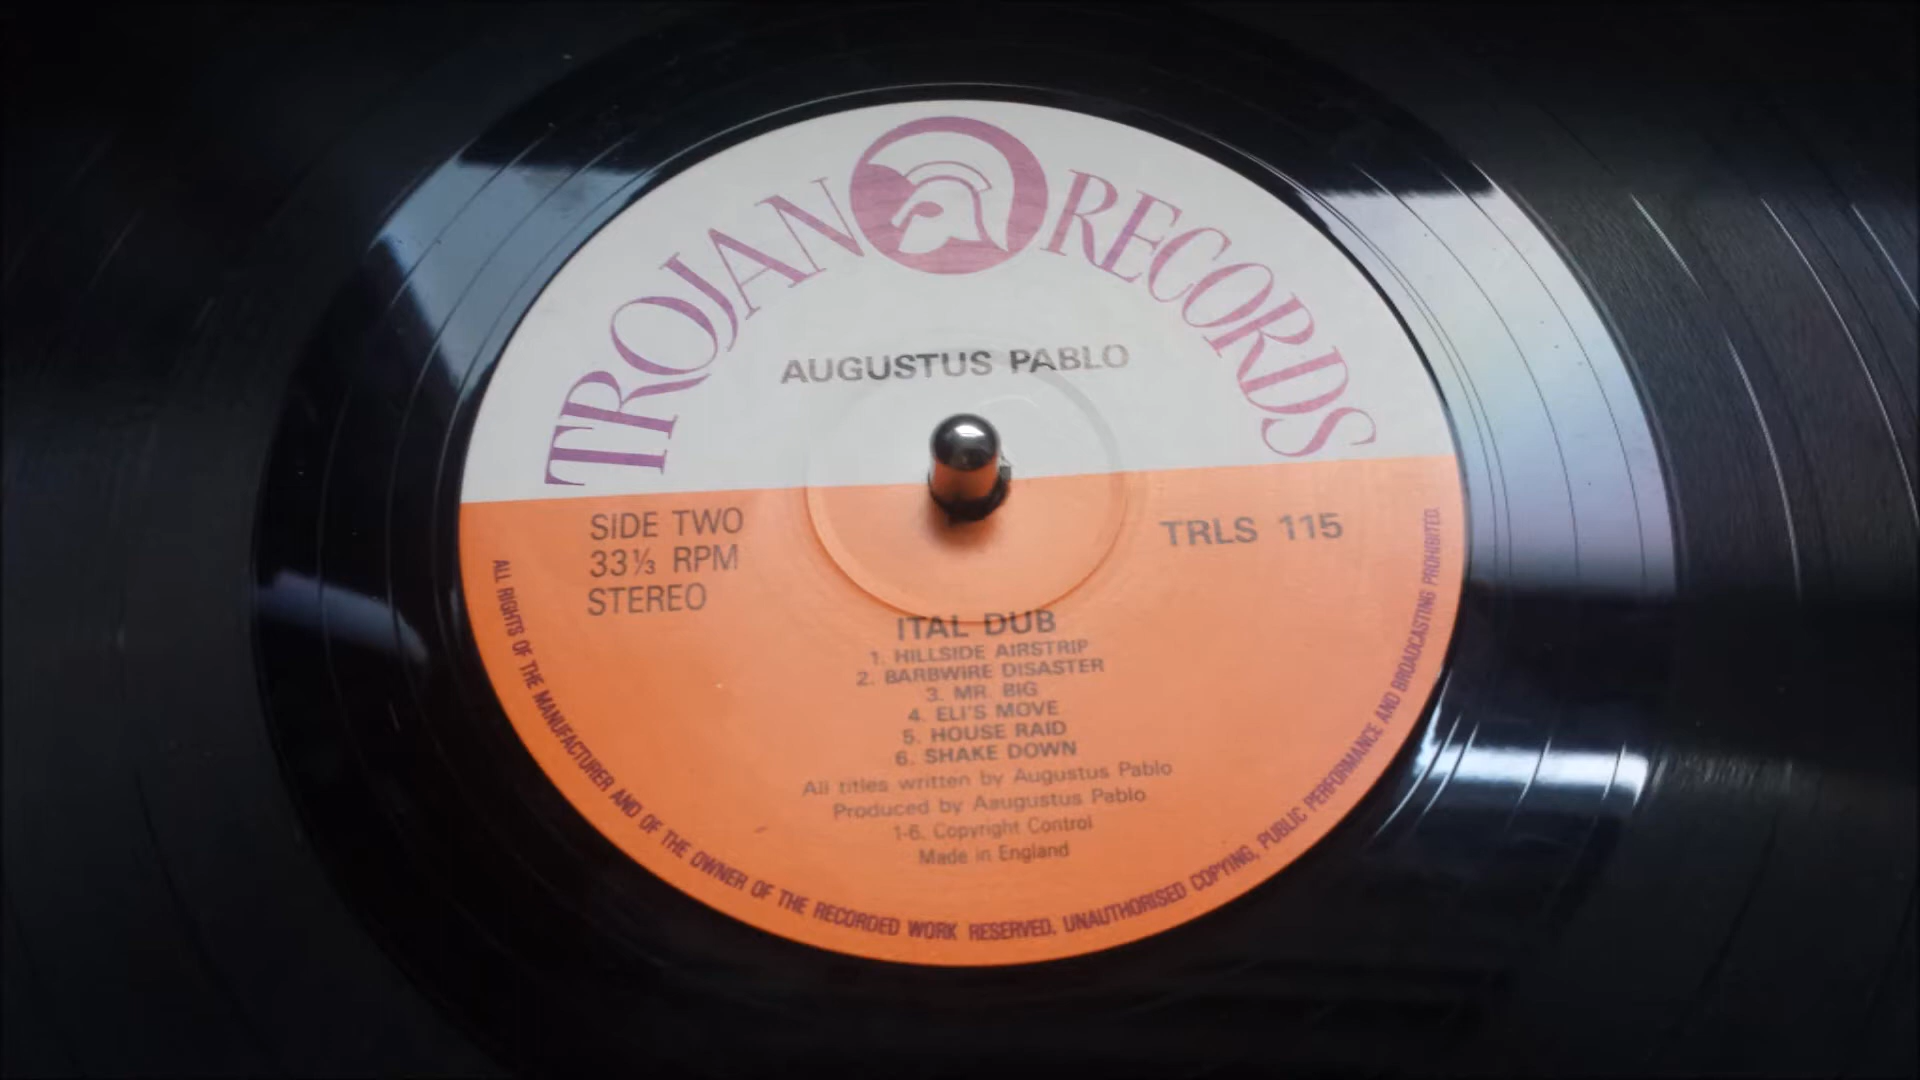 TROJAN RECORDS
AUGUSTUS PABLO
SIDE TWO
33⅓ RPM
STEREO
TRLS 115
ITAL DUB
1. HILLSIDE AIRSTRIP
2. BARBWIRE DISASTER
3. MR. BIG
4. ELI'S MOVE
5. HOUSE RAID
6. SHAKE DOWN
All titles written by Augustus Pablo
Produced by Aaugustus Pablo
1-6. Copyright Control
Made in England
ALL RIGHTS OF THE MANUFACTURER AND OF THE OWNER OF THE RECORDED WORK RESERVED. UNAUTHORISED COPYING, PUBLIC PERFORMANCE AND BROADCASTING PROHIBITED.